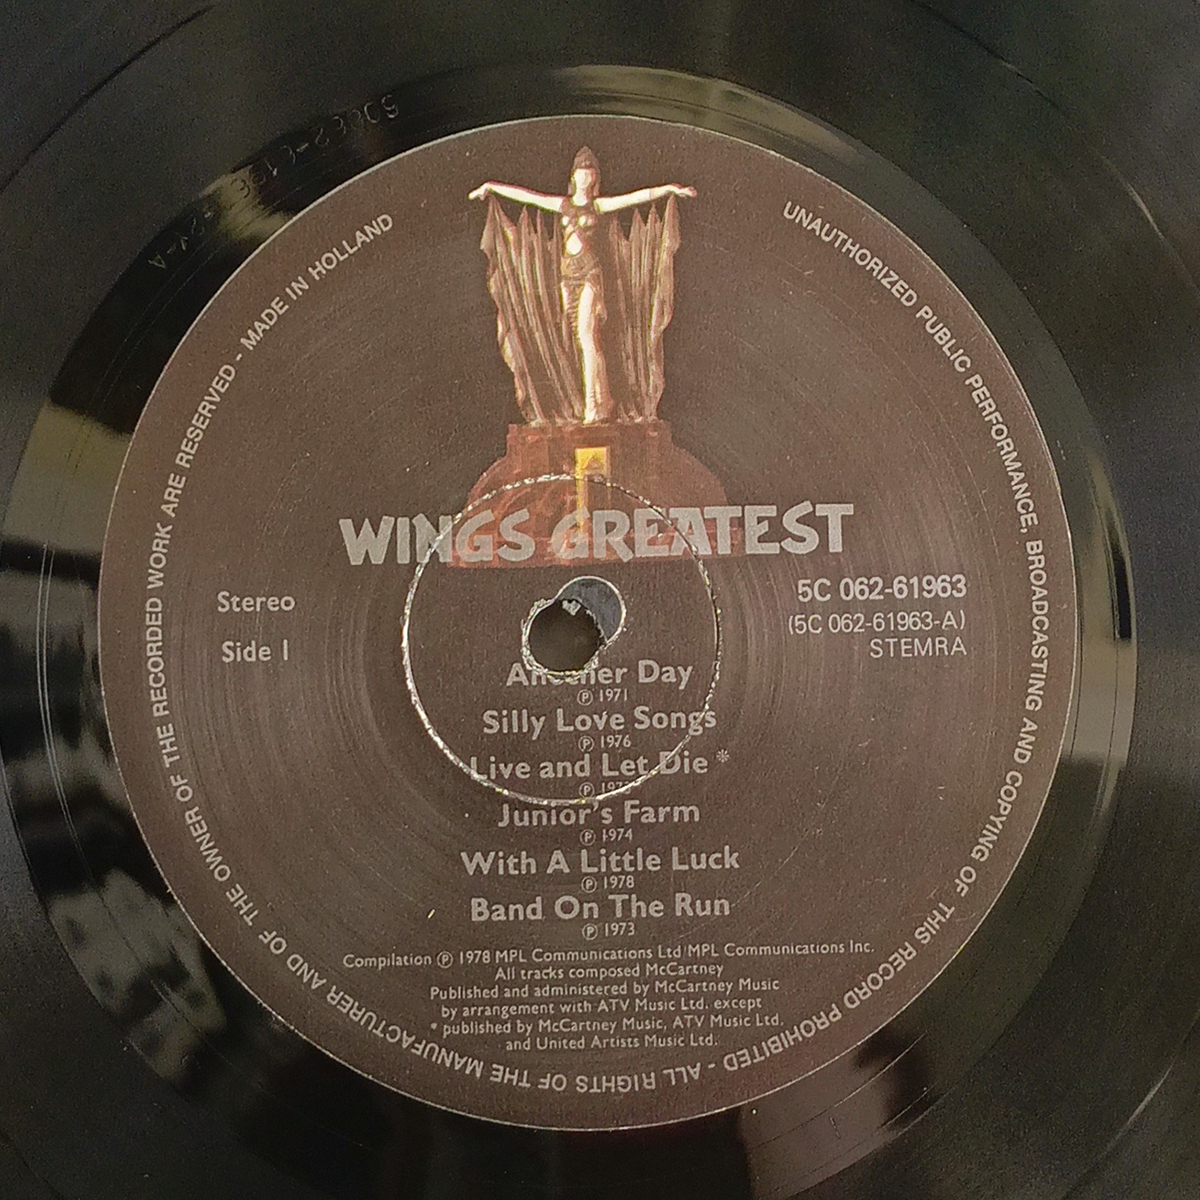 UNAUTHORIZED PUBLIC PERFORMANCE, BROADCASTING AND COPYING OF THIS RECORD PROHIBITED - ALL RIGHTS OF THE MANUFACTURER AND OF THE OWNER OF THE RECORDED WORK ARE RESERVED - MADE IN HOLLAND
WINGS GREATEST
Stereo
Side 1
5C 062-61963
(5C 062-61963-A)
STEMRA
Another Day
℗ 1971
Silly Love Songs
℗ 1976
Live and Let Die *
℗
Junior's Farm
℗ 1974
With A Little Luck
℗ 1978
Band On The Run
℗ 1973
Compilation ℗ 1978 MPL Communications Ltd/MPL Communications Inc.
All tracks composed McCartney
Published and administered by McCartney Music
by arrangement with ATV Music Ltd. except
* published by McCartney Music, ATV Music Ltd.
and United Artists Music Ltd.